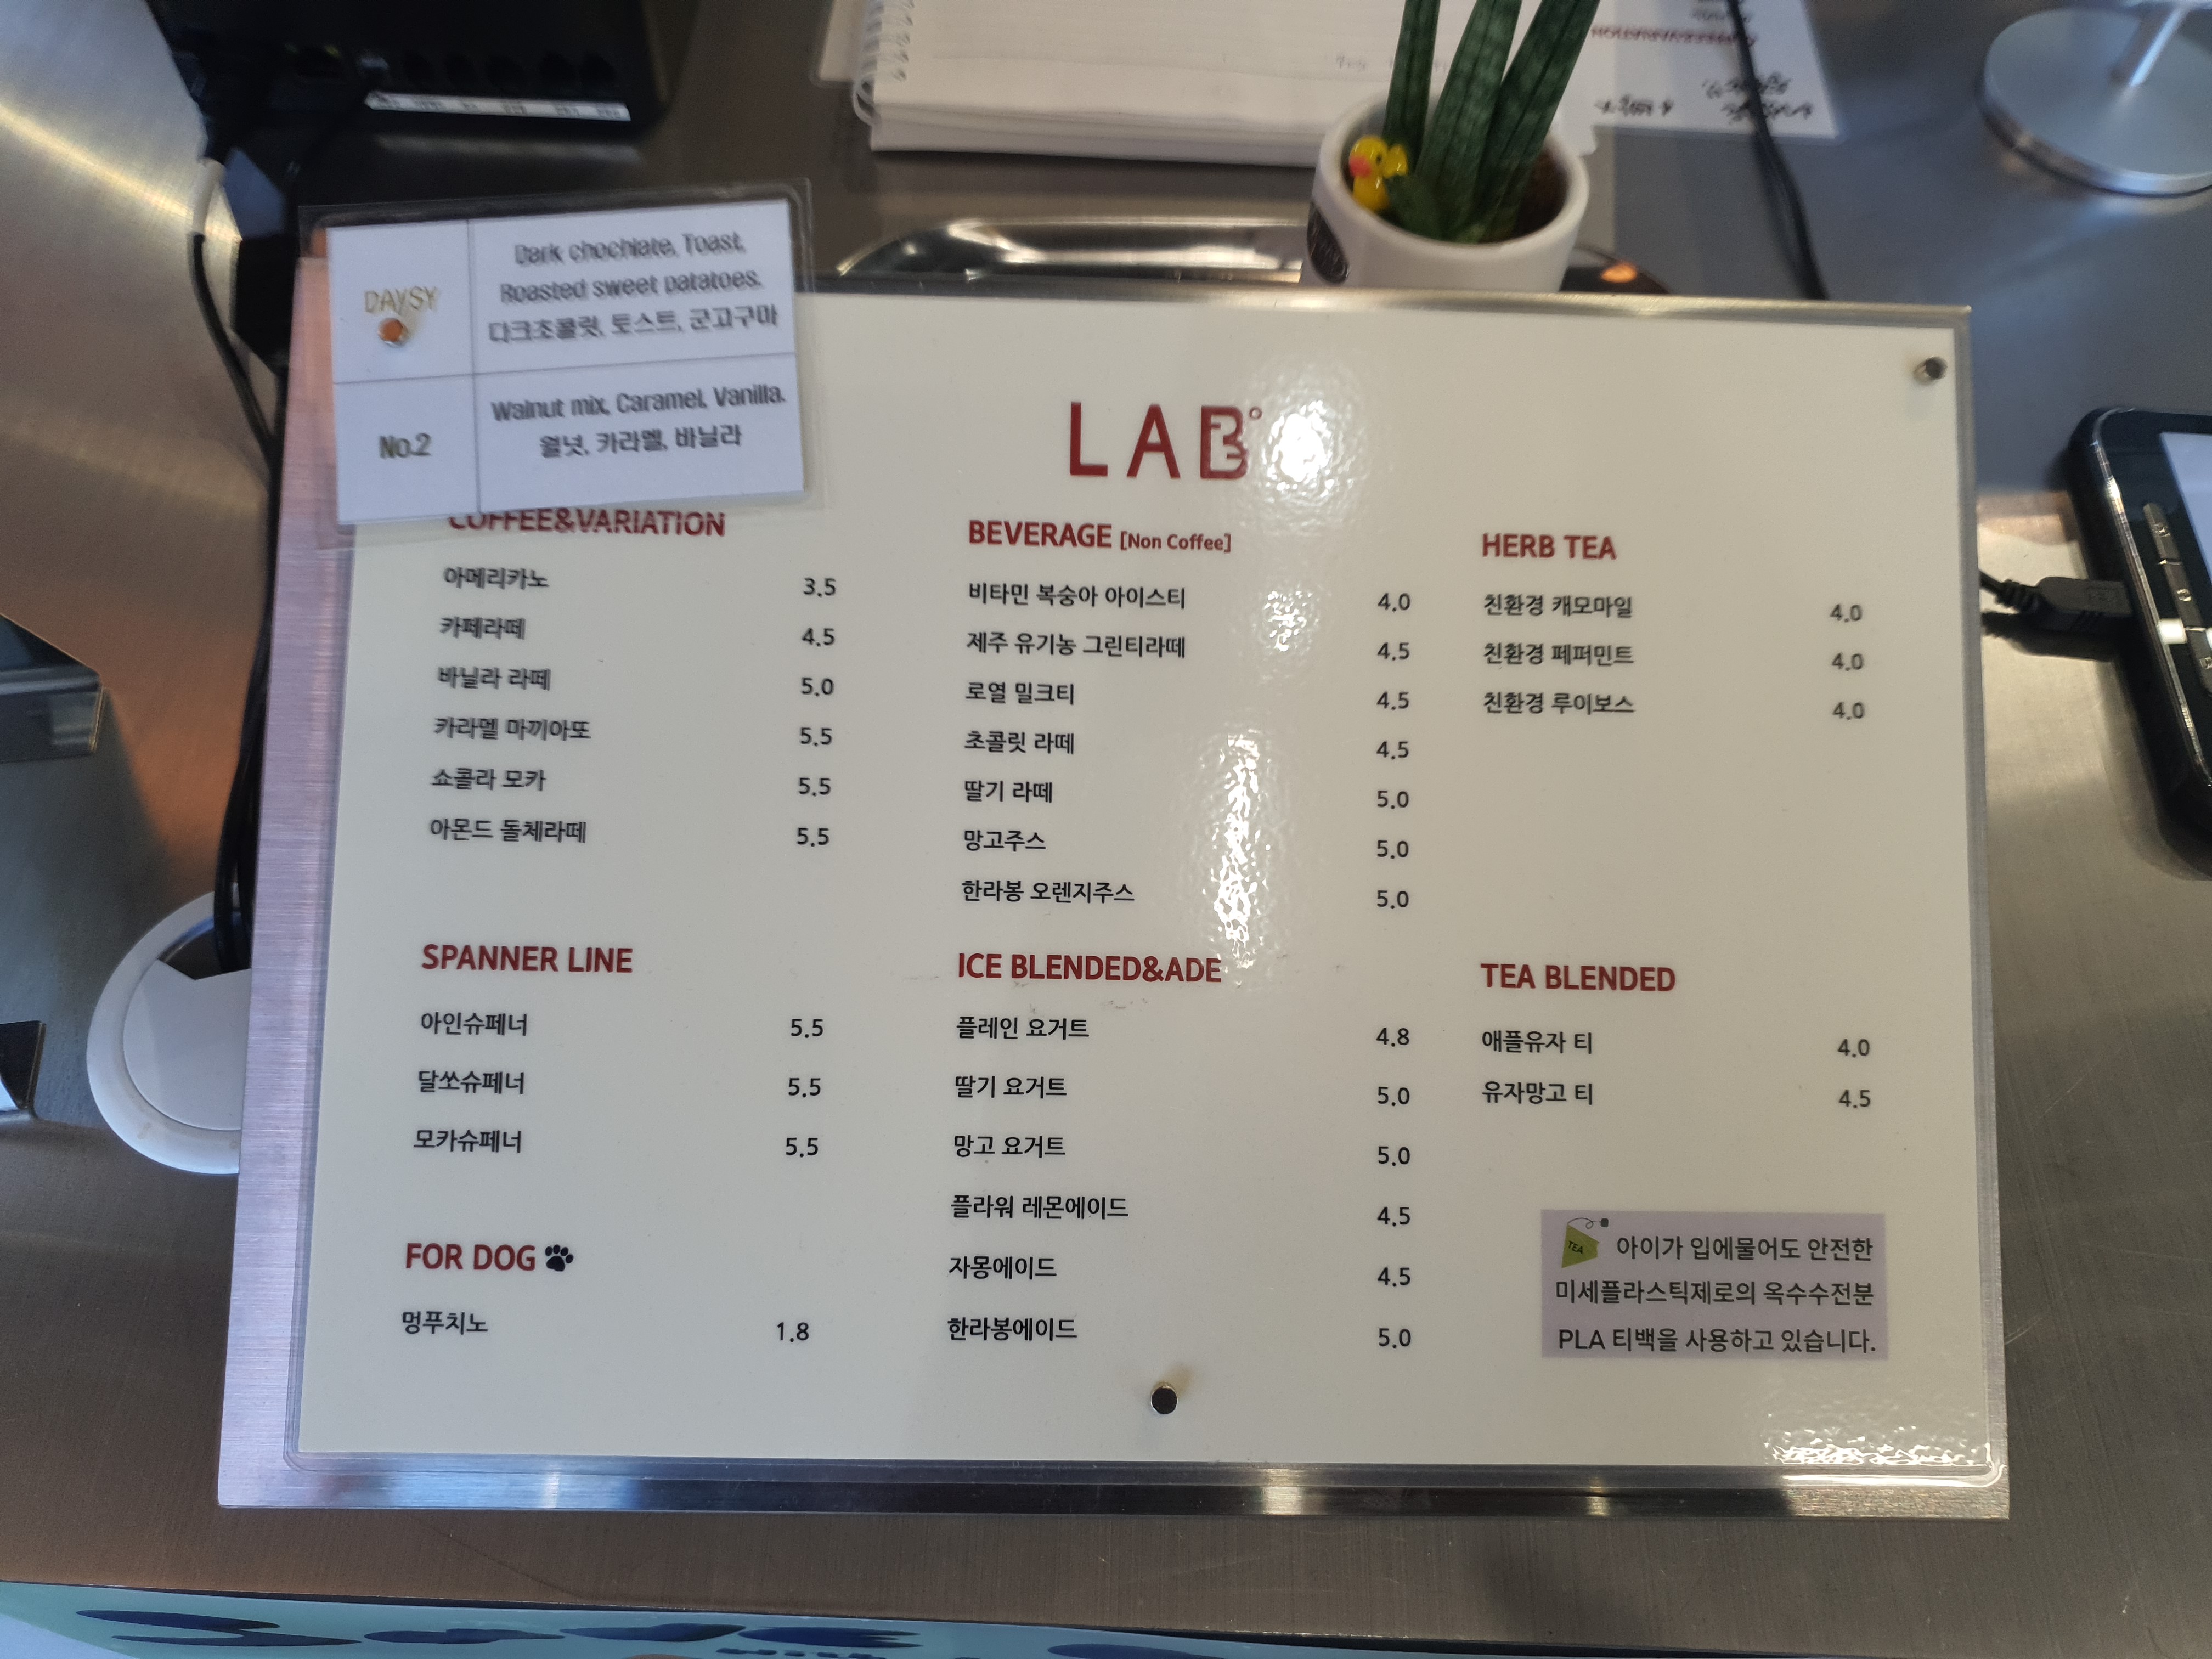 DAYSY
Dark chochlate, Toast,
Roasted sweet patatoes.
다크초콜릿, 토스트, 군고구마
No.2
Walnut mix, Caramel, Vanilla.
월넛, 카라멜, 바닐라
LAB
COFFEE&VARIATION
아메리카노 3.5
카페라떼 4.5
바닐라 라떼 5.0
카라멜 마끼아또 5.5
쇼콜라 모카 5.5
아몬드 돌체라떼 5.5
SPANNER LINE
아인슈페너 5.5
달쏘슈페너 5.5
모카슈페너 5.5
FOR DOG
멍푸치노 1.8
BEVERAGE [Non Coffee]
비타민 복숭아 아이스티 4.0
제주 유기농 그린티라떼 4.5
로열 밀크티 4.5
초콜릿 라떼 4.5
딸기 라떼 5.0
망고주스 5.0
한라봉 오렌지주스 5.0
ICE BLENDED&ADE
플레인 요거트 4.8
딸기 요거트 5.0
망고 요거트 5.0
플라워 레몬에이드 4.5
자몽에이드 4.5
한라봉에이드 5.0
HERB TEA
친환경 캐모마일 4.0
친환경 페퍼민트 4.0
친환경 루이보스 4.0
TEA BLENDED
애플유자 티 4.0
유자망고 티 4.5
TEA
아이가 입에물어도 안전한
미세플라스틱제로의 옥수수전분
PLA 티백을 사용하고 있습니다.